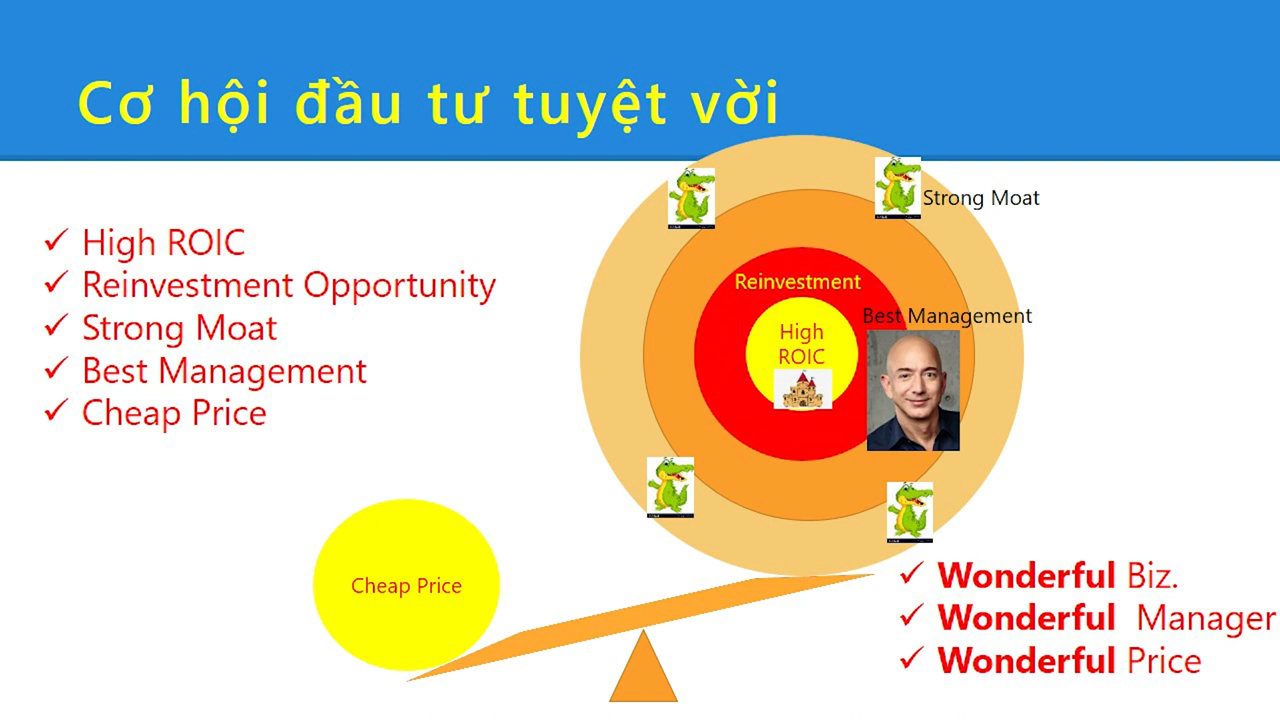 Cơ hội đầu tư tuyệt vời
✓ High ROIC
✓ Reinvestment Opportunity
✓ Strong Moat
✓ Best Management
✓ Cheap Price
Strong Moat
Reinvestment
Best Management
High
ROIC
Cheap Price
✓ Wonderful Biz.
✓ Wonderful Manager
✓ Wonderful Price